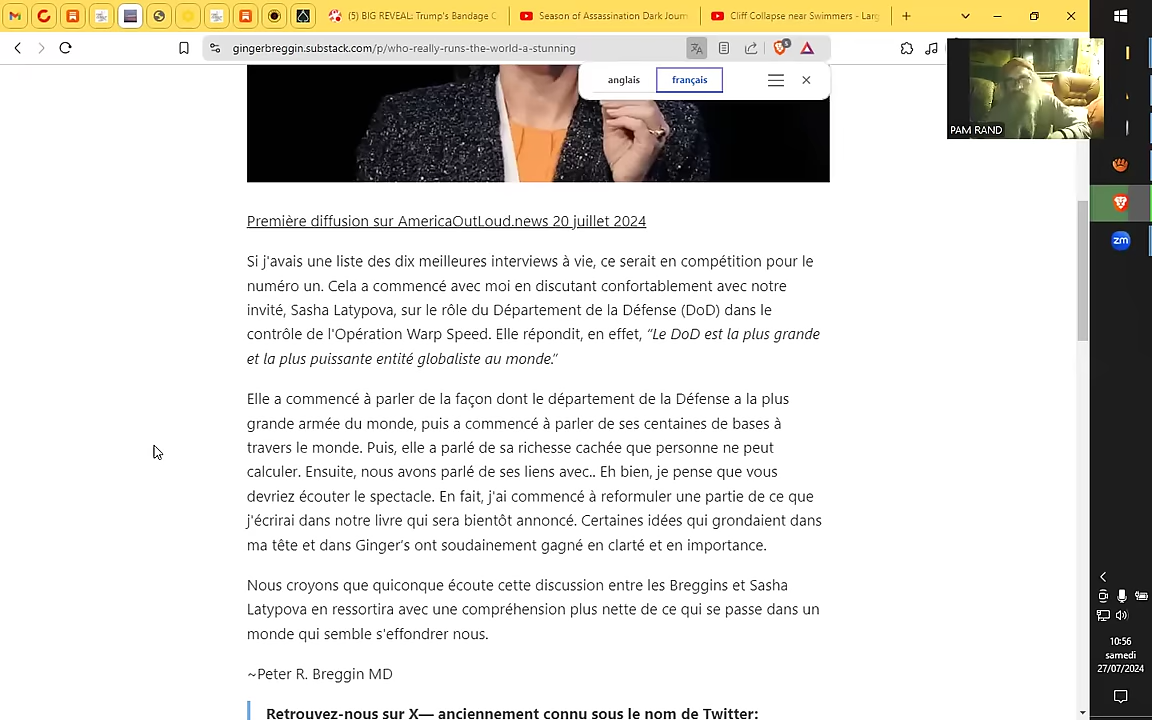 (5) BIG REVEAL: Trump's Bandage C
Season of Assassination Dark Journ
Cliff Collapse near Swimmers - Larg
gingerbreggin.substack.com/p/who-really-runs-the-world-a-stunning
5
anglais
français
PAM RAND
Première diffusion sur AmericaOutLoud.news 20 juillet 2024
Si j'avais une liste des dix meilleures interviews à vie, ce serait en compétition pour le
numéro un. Cela a commencé avec moi en discutant confortablement avec notre
invité, Sasha Latypova, sur le rôle du Département de la Défense (DoD) dans le
contrôle de l'Opération Warp Speed. Elle répondit, en effet, “Le DoD est la plus grande
et la plus puissante entité globaliste au monde.”
Elle a commencé à parler de la façon dont le département de la Défense a la plus
grande armée du monde, puis a commencé à parler de ses centaines de bases à
travers le monde. Puis, elle a parlé de sa richesse cachée que personne ne peut
calculer. Ensuite, nous avons parlé de ses liens avec.. Eh bien, je pense que vous
devriez écouter le spectacle. En fait, j'ai commencé à reformuler une partie de ce que
j'écrirai dans notre livre qui sera bientôt annoncé. Certaines idées qui grondaient dans
ma tête et dans Ginger's ont soudainement gagné en clarté et en importance.
Nous croyons que quiconque écoute cette discussion entre les Breggins et Sasha
Latypova en ressortira avec une compréhension plus nette de ce qui se passe dans un
monde qui semble s'effondrer nous.
~Peter R. Breggin MD
Retrouvez-nous sur X— anciennement connu sous le nom de Twitter:
zm
10:56
samedi
27/07/2024